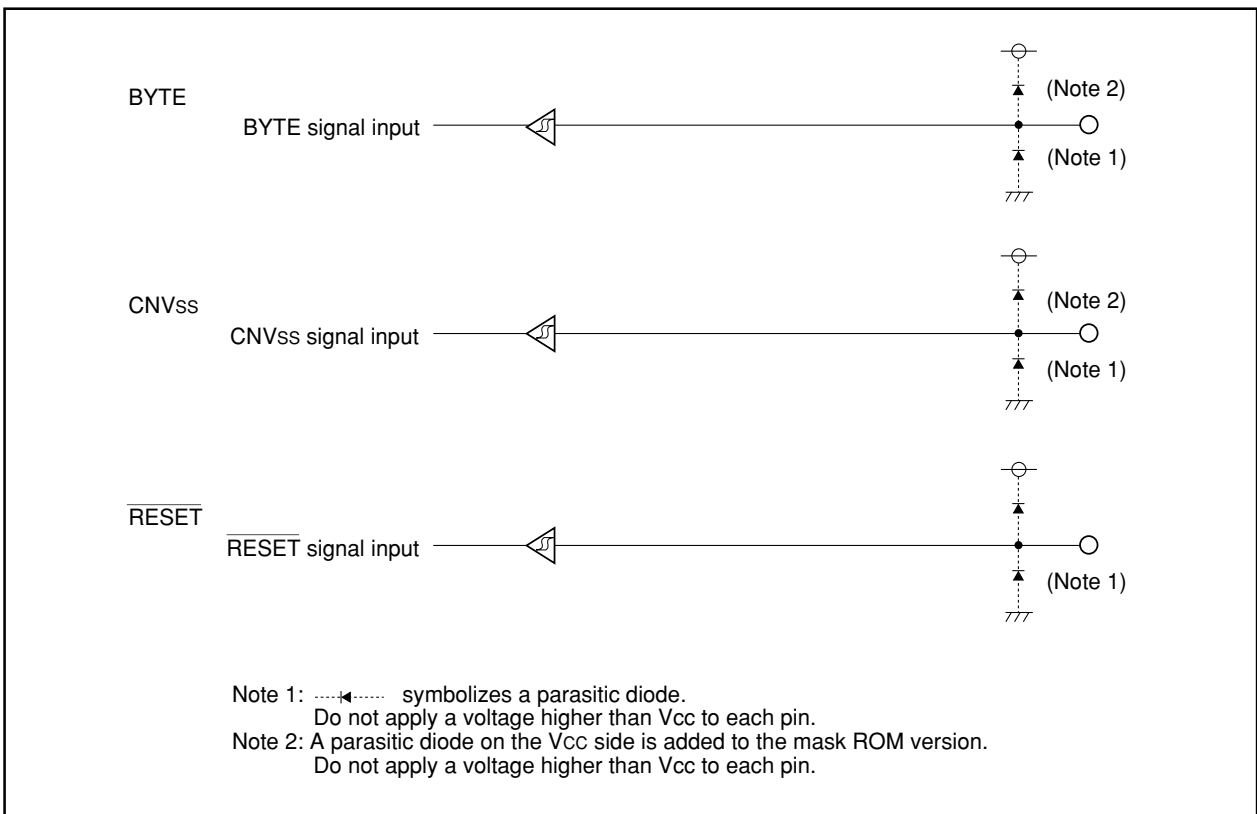 (Note 2)
BYTE
BYTE signal input
(Note 1)
(Note 2)
CNVss
CNVss signal input
(Note 1)
RESET
RESET signal input
(Note 1)
Note 1: symbolizes a parasitic diode.
Do not apply a voltage higher than Vcc to each pin.
Note 2: A parasitic diode on the VCC side is added to the mask ROM version.
Do not apply a voltage higher than Vcc to each pin.